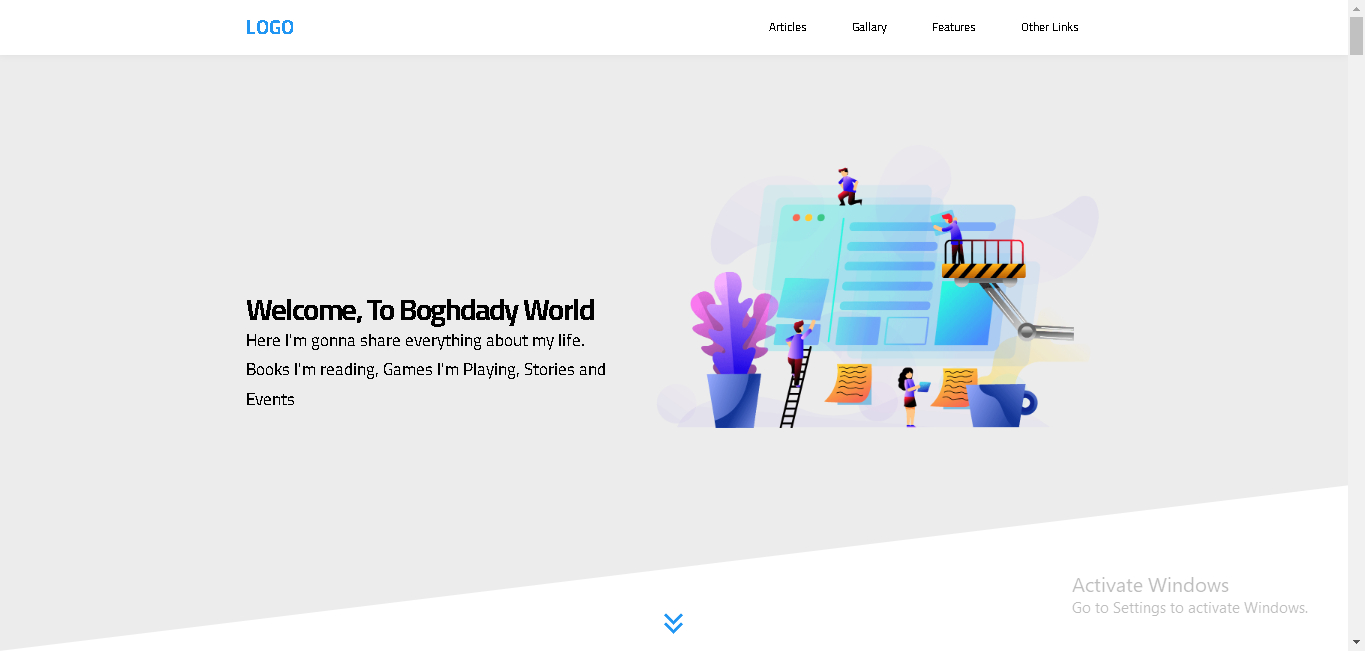 LOGO
Articles
Gallary
Features
Other Links
Welcome, To Boghdady World
Here I'm gonna share everything about my life.
Books I'm reading, Games I'm Playing, Stories and
Events
Activate Windows
Go to Settings to activate Windows.